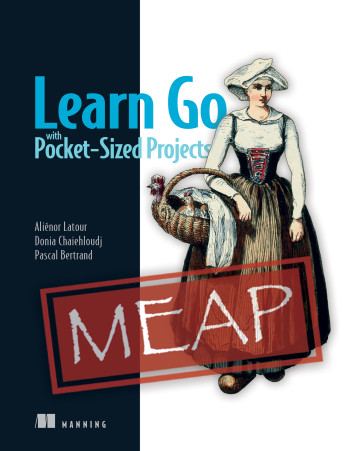 Learn Go
with
Pocket-Sized Projects
Aliénor Latour
Donia Chaiehloudj
Pascal Bertrand
MEAP
MANNING